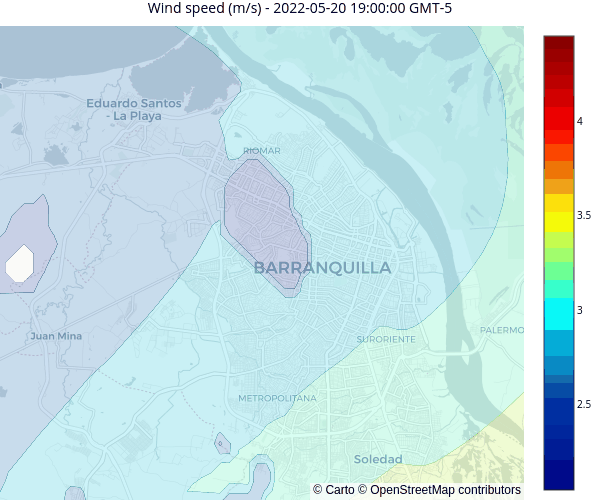 Wind speed (m/s) - 2022-05-20 19:00:00 GMT-5
Eduardo Santos
- La Playa
RIOMAR
BARRANQUILLA
Juan Mina
SURORIENTE
PALERMO
METROPOLITANA
Soledad
© Carto © OpenStreetMap contributors
4
3.5
3
2.5